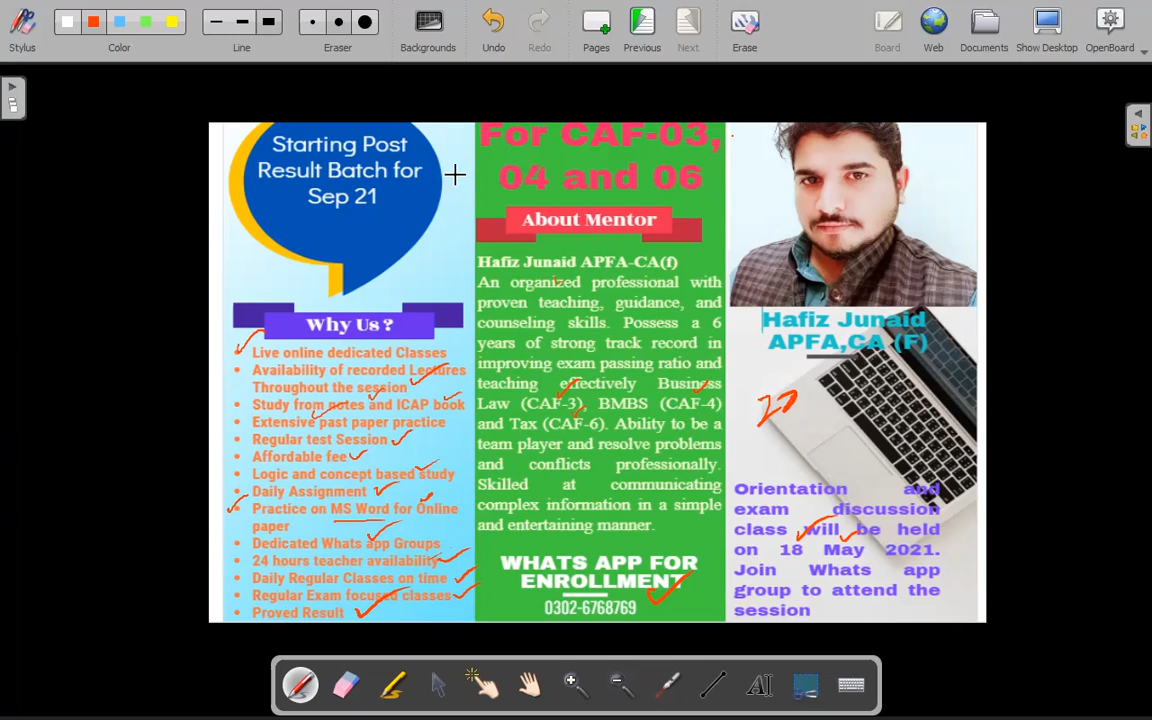 Stylus
Color
Line
Eraser
Backgrounds
Undo
Redo
Pages
Previous
Next
Erase
Board
Web
Documents
Show Desktop
OpenBoard
Starting Post
Result Batch for
Sep 21
Why Us ?
• Live online dedicated Classes
• Availability of recorded Lectures
Throughout the session
• Study from notes and ICAP book
• Extensive past paper practice
• Regular test Session
• Affordable fee
• Logic and concept based study
• Daily Assignment
• Practice on MS Word for Online
paper
• Dedicated Whats app Groups
• 24 hours teacher availability
• Daily Regular Classes on time
• Regular Exam focused classes
• Proved Result
For CAF-03,
04 and 06
About Mentor
Hafiz Junaid APFA-CA(f)
An organized professional with
proven teaching, guidance, and
counseling skills. Possess a 6
years of strong track record in
improving exam passing ratio and
teaching effectively Business
Law (CAF-3), BMBS (CAF-4)
and Tax (CAF-6). Ability to be a
team player and resolve problems
and conflicts professionally.
Skilled at communicating
complex information in a simple
and entertaining manner.
WHATS APP FOR
ENROLLMENT
0302-6768769
Hafiz Junaid
APFA,CA (F)
Orientation and
exam discussion
class will be held
on 18 May 2021.
Join Whats app
group to attend the
session